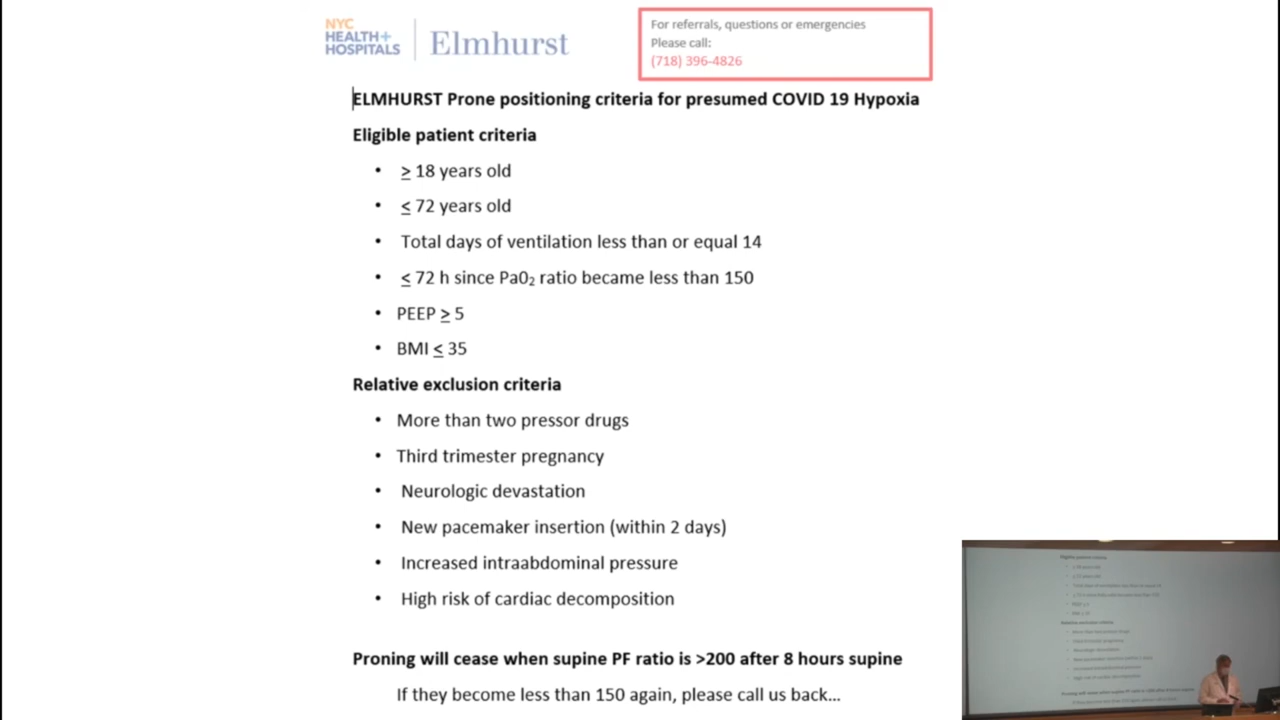 NYC
HEALTH+
HOSPITALS
Elmhurst
For referrals, questions or emergencies
Please call:
(718) 396-4826
ELMHURST Prone positioning criteria for presumed COVID 19 Hypoxia
Eligible patient criteria
• ≥ 18 years old
• ≤ 72 years old
• Total days of ventilation less than or equal 14
• ≤ 72 h since Pa0₂ ratio became less than 150
• PEEP ≥ 5
• BMI ≤ 35
Relative exclusion criteria
• More than two pressor drugs
• Third trimester pregnancy
• Neurologic devastation
• New pacemaker insertion (within 2 days)
• Increased intraabdominal pressure
• High risk of cardiac decomposition
Proning will cease when supine PF ratio is >200 after 8 hours supine
If they become less than 150 again, please call us back...